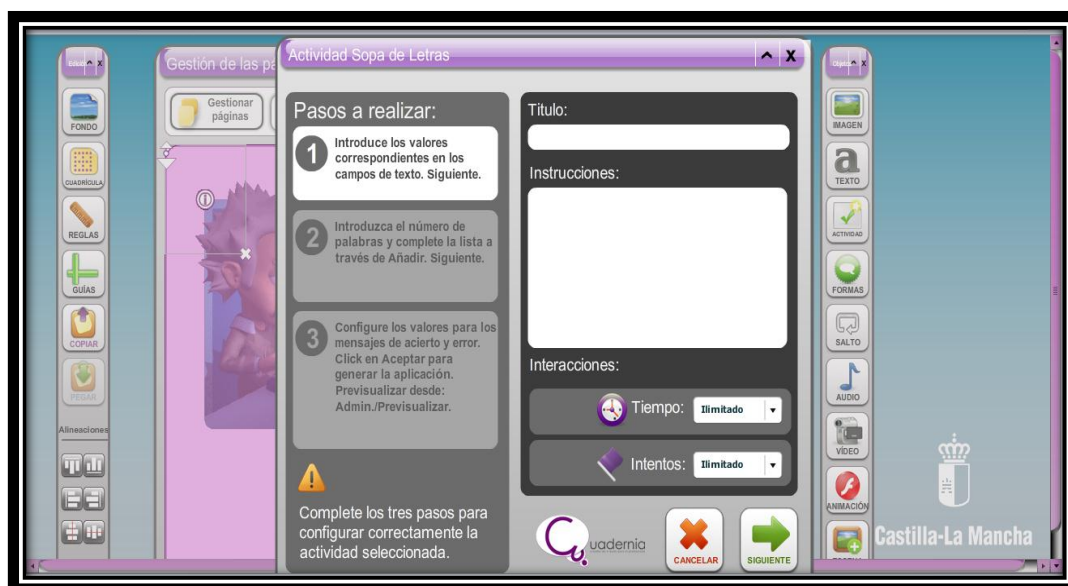 FONDO
CUADRÍCULA
REGLAS
GUÍAS
COPIAR
PEGAR
Alineaciones
Gestión de las pá
Gestionar
páginas
Actividad Sopa de Letras
^ X
Pasos a realizar:
1
Introduce los valores
correspondientes en los
campos de texto. Siguiente.
2
Introduzca el número de
palabras y complete la lista a
través de Añadir. Siguiente.
3
Configure los valores para los
mensajes de acierto y error.
Click en Aceptar para
generar la aplicación.
Previsualizar desde:
Admin./Previsualizar.
Complete los tres pasos para
configurar correctamente la
actividad seleccionada.
Titulo:
Instrucciones:
Interacciones:
Tiempo: Ilimitado
Intentos: Ilimitado
Cuadernia
CANCELAR
SIGUIENTE
IMAGEN
a
TEXTO
ACTIVIDAD
FORMAS
SALTO
AUDIO
VÍDEO
ANIMACIÓN
Castilla-La Mancha